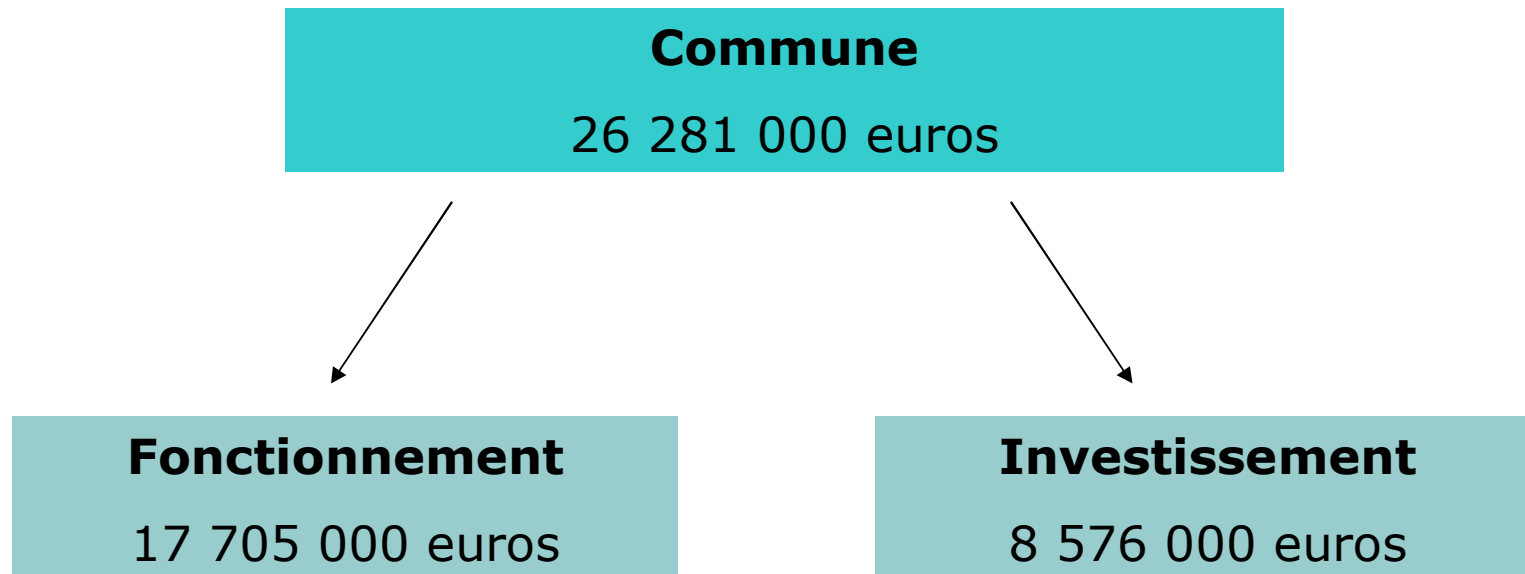 Commune
26 281 000 euros
Fonctionnement
17 705 000 euros
Investissement
8 576 000 euros